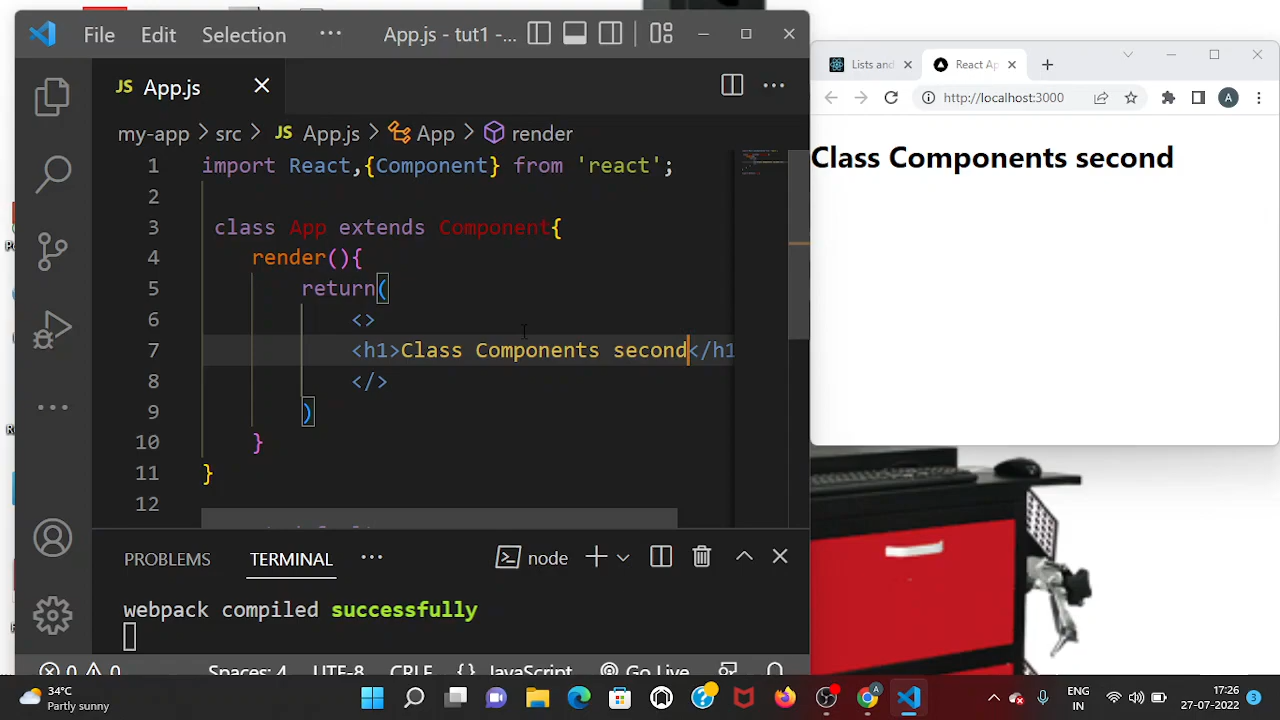 File Edit Selection ··· App.js - tut1 -...
JS App.js
my-app > src > JS App.js > App > render
1 import React,{Component} from 'react';
2
3 class App extends Component{
4 render(){
5 return(
6 <>
7 <h1>Class Components second</h1
8 </>
9 )
10 }
11 }
12
PROBLEMS TERMINAL ··· node
webpack compiled successfully
0 0 Spaces: 4 UTF-8 CRLF {} JavaScript Go Live
Lists and React Ap
http://localhost:3000 A
Class Components second
34°C
Partly sunny
ENG
IN
17:26
27-07-2022
3